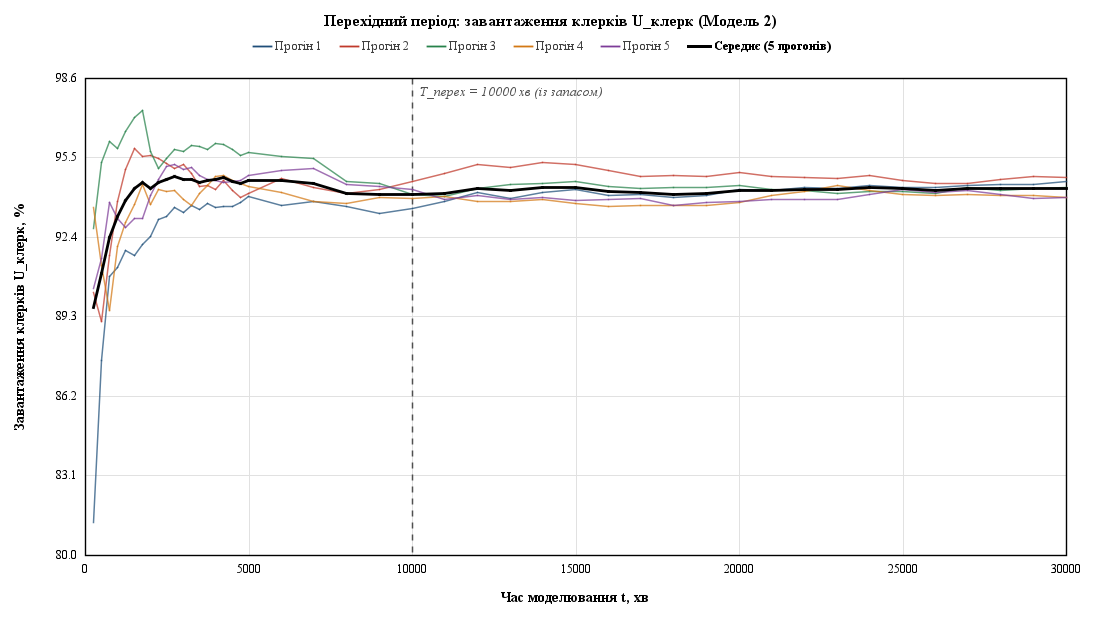 Перехідний період: завантаження клерків U_клерк (Модель 2)
Прогін 1 Прогін 2 Прогін 3 Прогін 4 Прогін 5 Середнє (5 прогонів)
T_перех = 10000 хв (із запасом)
98.6
95.5
92.4
89.3
86.2
83.1
80.0
Завантаження клерків U_клерк, %
0 5000 10000 15000 20000 25000 30000
Час моделювання t, хв